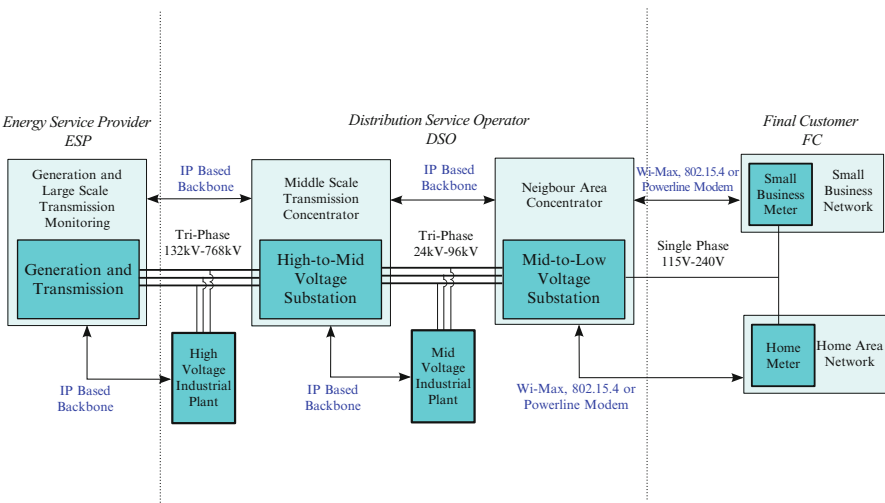 Energy Service Provider
ESP
Distribution Service Operator
DSO
Final Customer
FC
Generation and
Large Scale
Transmission
Monitoring
IP Based
Backbone
Middle Scale
Transmission
Concentrator
IP Based
Backbone
Neigbour Area
Concentrator
Wi-Max, 802.15.4 or
Powerline Modem
Small
Business
Meter
Small
Business
Network
Generation and
Transmission
Tri-Phase
132kV-768kV
High-to-Mid
Voltage
Substation
Tri-Phase
24kV-96kV
Mid-to-Low
Voltage
Substation
Single Phase
115V-240V
High
Voltage
Industrial
Plant
Mid
Voltage
Industrial
Plant
Home
Meter
Home Area
Network
IP Based
Backbone
IP Based
Backbone
Wi-Max, 802.15.4 or
Powerline Modem